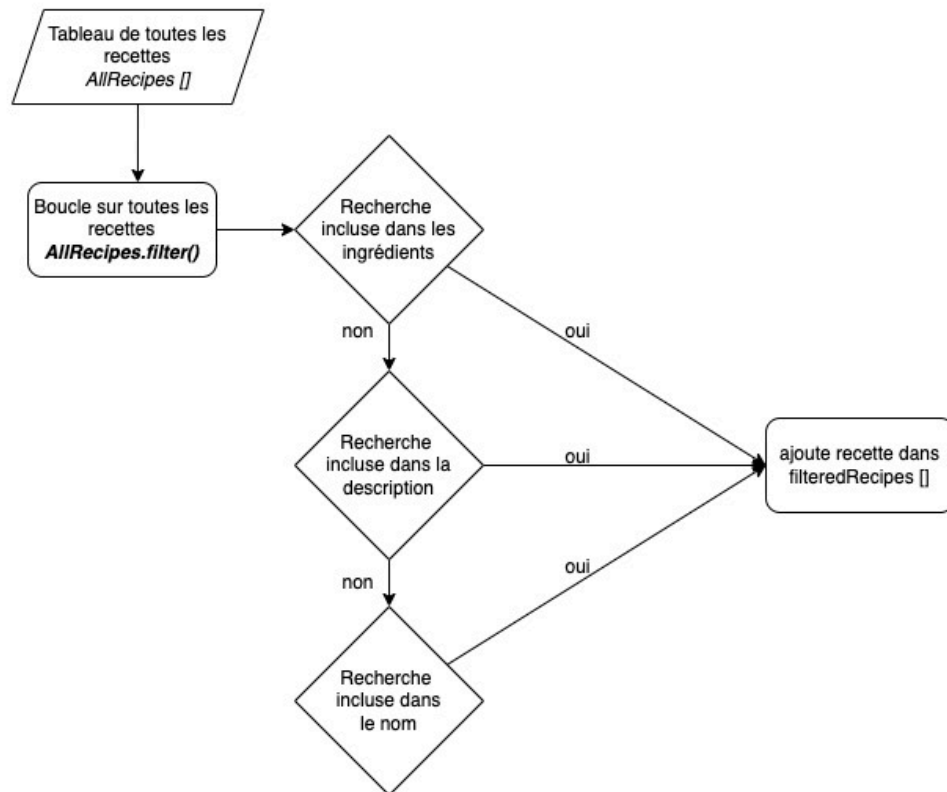 Tableau de toutes les
recettes
AllRecipes []
Boucle sur toutes les
recettes
AllRecipes.filter()
Recherche
incluse dans les
ingrédients
non
oui
Recherche
incluse dans la
description
oui
ajoute recette dans
filteredRecipes []
non
oui
Recherche
incluse dans
le nom